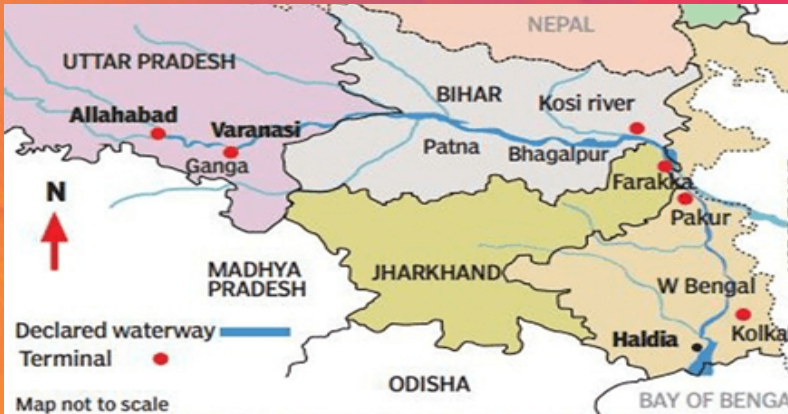 NEPAL
UTTAR PRADESH
BIHAR
Allahabad
Kosi river
Varanasi
Ganga
Patna
Bhagalpur
Farakka
N
Pakur
MADHYA
PRADESH
JHARKHAND
W Bengal
Declared waterway
Haldia
Kolka
Terminal
ODISHA
Map not to scale
BAY OF BENGA